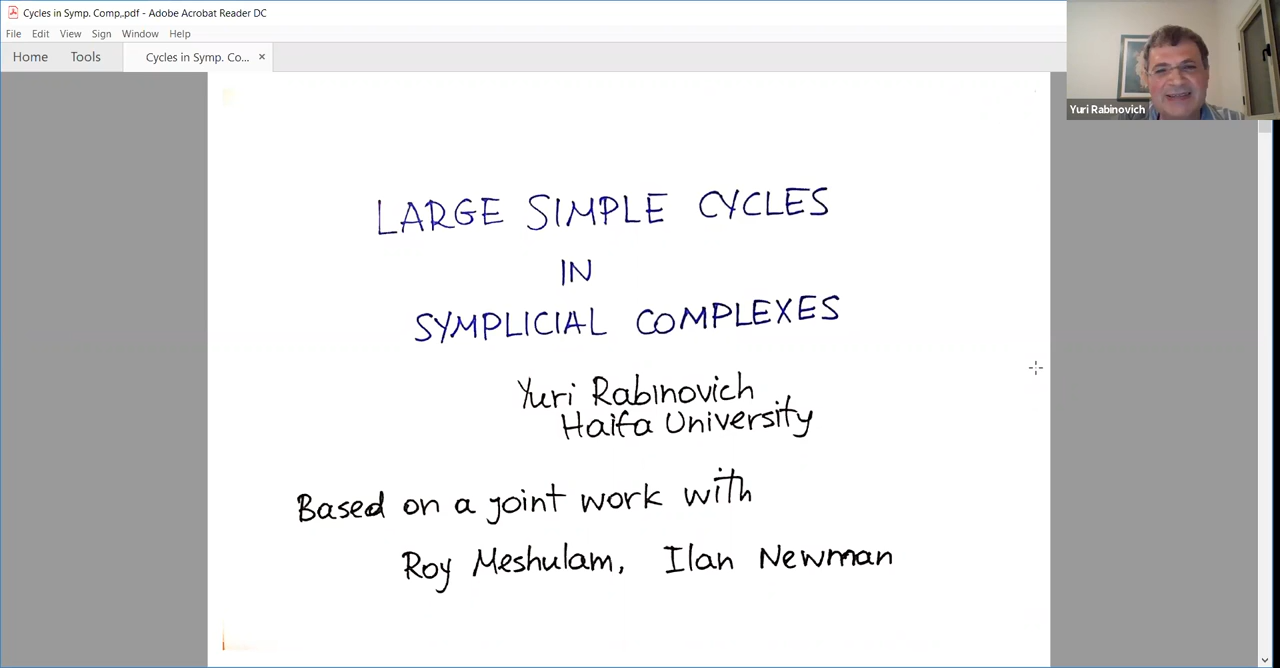 Cycles in Symp. Comp,.pdf - Adobe Acrobat Reader DC
File Edit View Sign Window Help
Home Tools Cycles in Symp. Co... ×
Yuri Rabinovich
LARGE SIMPLE CYCLES
IN
SYMPLICIAL COMPLEXES
Yuri Rabinovich
Haifa University
Based on a joint work with
Roy Meshulam, Ilan Newman